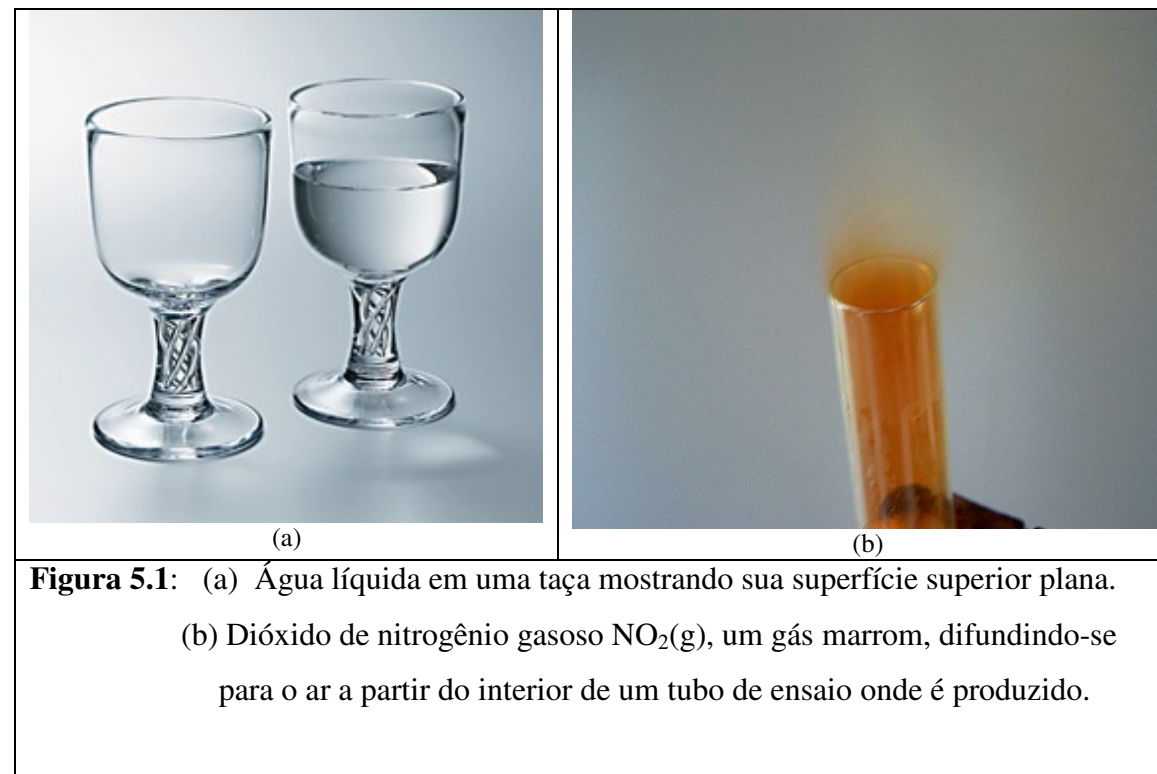 (a)
(b)
Figura 5.1: (a) Água líquida em uma taça mostrando sua superfície superior plana.
(b) Dióxido de nitrogênio gasoso NO₂(g), um gás marrom, difundindo-se
para o ar a partir do interior de um tubo de ensaio onde é produzido.